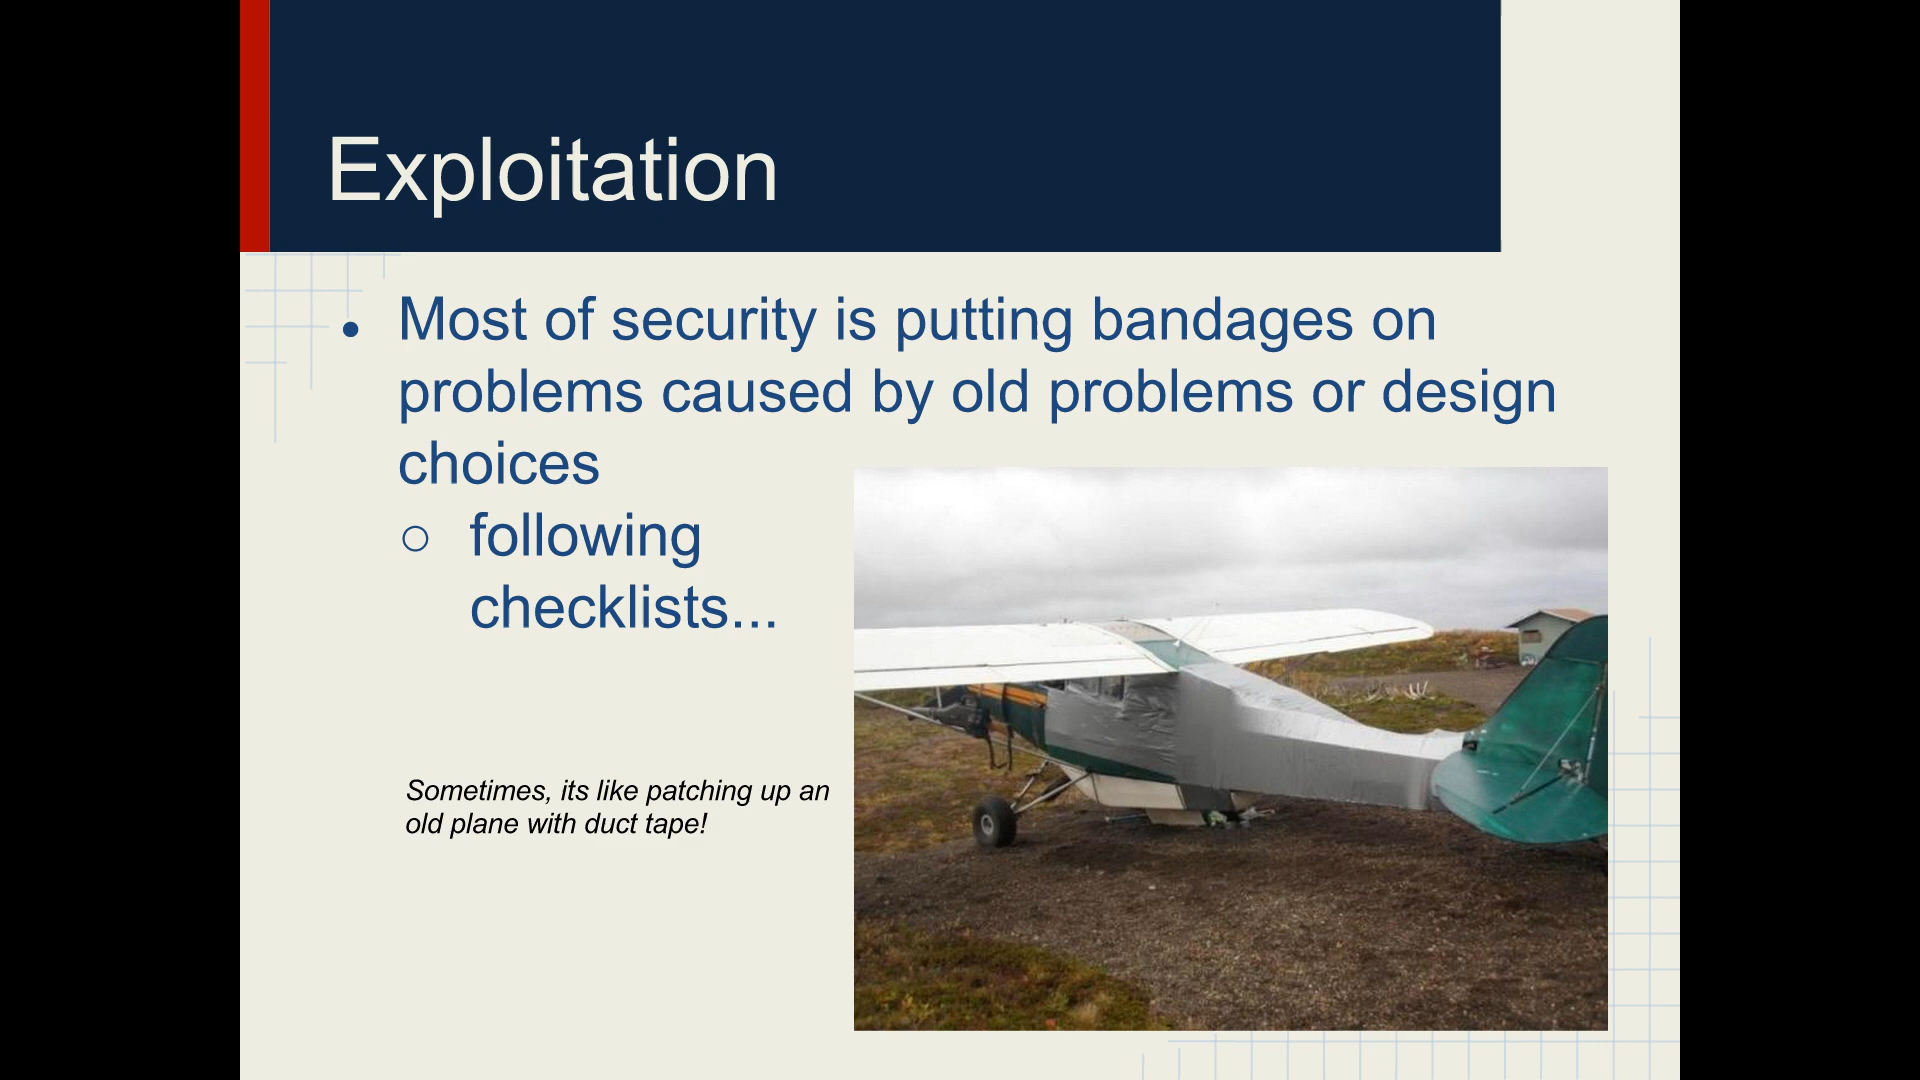 Exploitation
● Most of security is putting bandages on
problems caused by old problems or design
choices
○ following
checklists...
Sometimes, its like patching up an
old plane with duct tape!